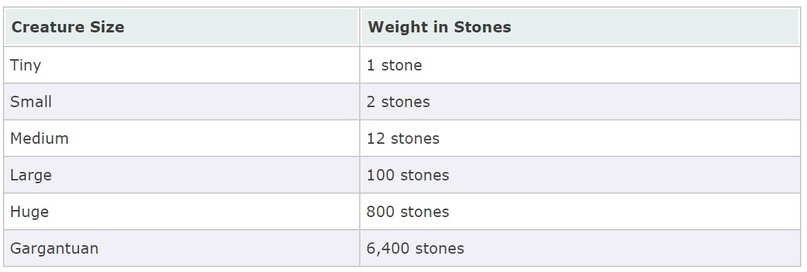 Creature Size Weight in Stones
Tiny 1 stone
Small 2 stones
Medium 12 stones
Large 100 stones
Huge 800 stones
Gargantuan 6,400 stones